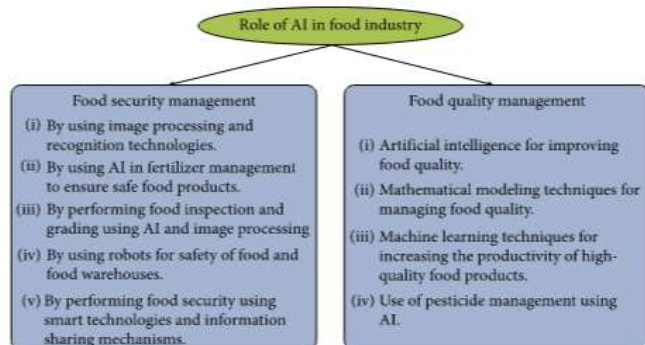 Role of AI in food industry
Food security management
(i) By using image processing and
recognition technologies.
(ii) By using AI in fertilizer management
to ensure safe food products.
(iii) By performing food inspection and
grading using AI and image processing
(iv) By using robots for safety of food and
food warehouses.
(v) By performing food security using
smart technologies and information
sharing mechanisms.
Food quality management
(i) Artificial intelligence for improving
food quality.
(ii) Mathematical modeling techniques for
managing food quality.
(iii) Machine learning techniques for
increasing the productivity of high-
quality food products.
(iv) Use of pesticide management using
AI.